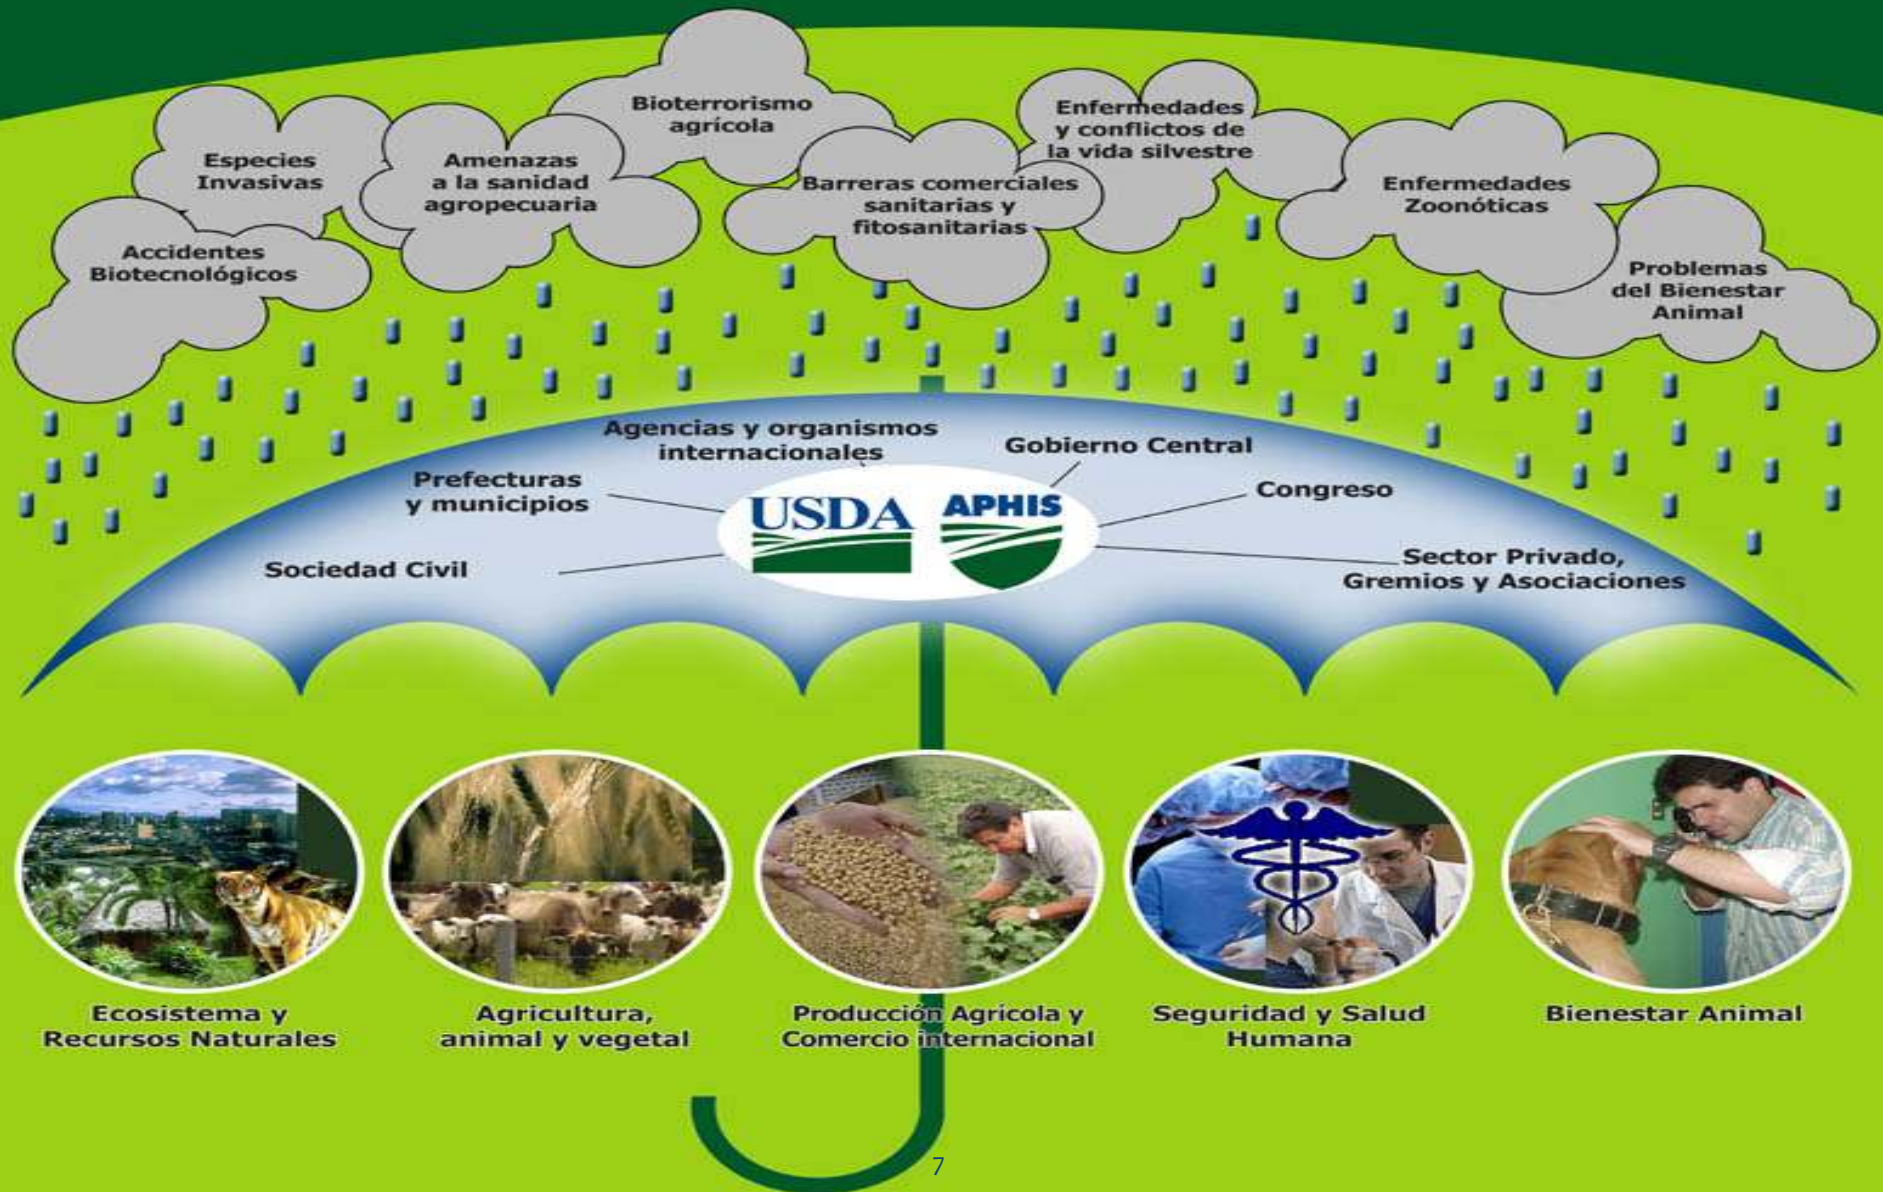 Bioterrorismo
agrícola
Enfermedades
y conflictos de
la vida silvestre
Especies
Invasivas
Amenazas
a la sanidad
agropecuaria
Barreras comerciales
sanitarias y
fitosanitarias
Enfermedades
Zoonóticas
Accidentes
Biotecnológicos
Problemas
del Bienestar
Animal
Agencias y organismos
internacionales
Gobierno Central
Prefecturas
y municipios
Congreso
USDA
APHIS
Sociedad Civil
Sector Privado,
Gremios y Asociaciones
Ecosistema y
Recursos Naturales
Agricultura,
animal y vegetal
Producción Agrícola y
Comercio internacional
Seguridad y Salud
Humana
Bienestar Animal
7